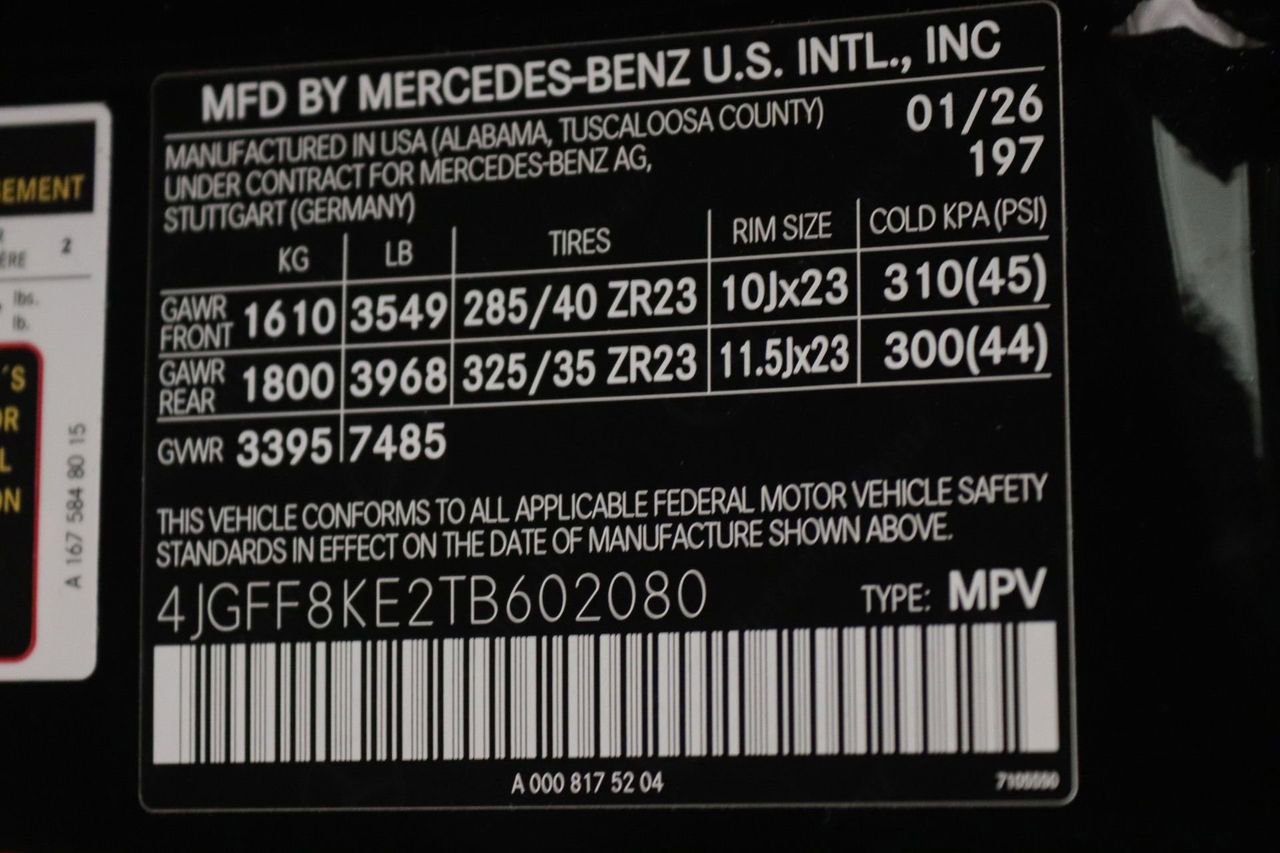 MFD BY MERCEDES-BENZ U.S. INTL., INC
MANUFACTURED IN USA (ALABAMA, TUSCALOOSA COUNTY) 01/26
UNDER CONTRACT FOR MERCEDES-BENZ AG, 197
STUTTGART (GERMANY)
KG LB TIRES RIM SIZE COLD KPA (PSI)
GAWR FRONT 1610 3549 285/40 ZR23 10Jx23 310(45)
GAWR REAR 1800 3968 325/35 ZR23 11.5Jx23 300(44)
GVWR 3395 7485
THIS VEHICLE CONFORMS TO ALL APPLICABLE FEDERAL MOTOR VEHICLE SAFETY
STANDARDS IN EFFECT ON THE DATE OF MANUFACTURE SHOWN ABOVE.
4JGFF8KE2TB602080 TYPE: MPV
A 000 817 52 04
2
lbs.
lb.
A 167 584 80 15